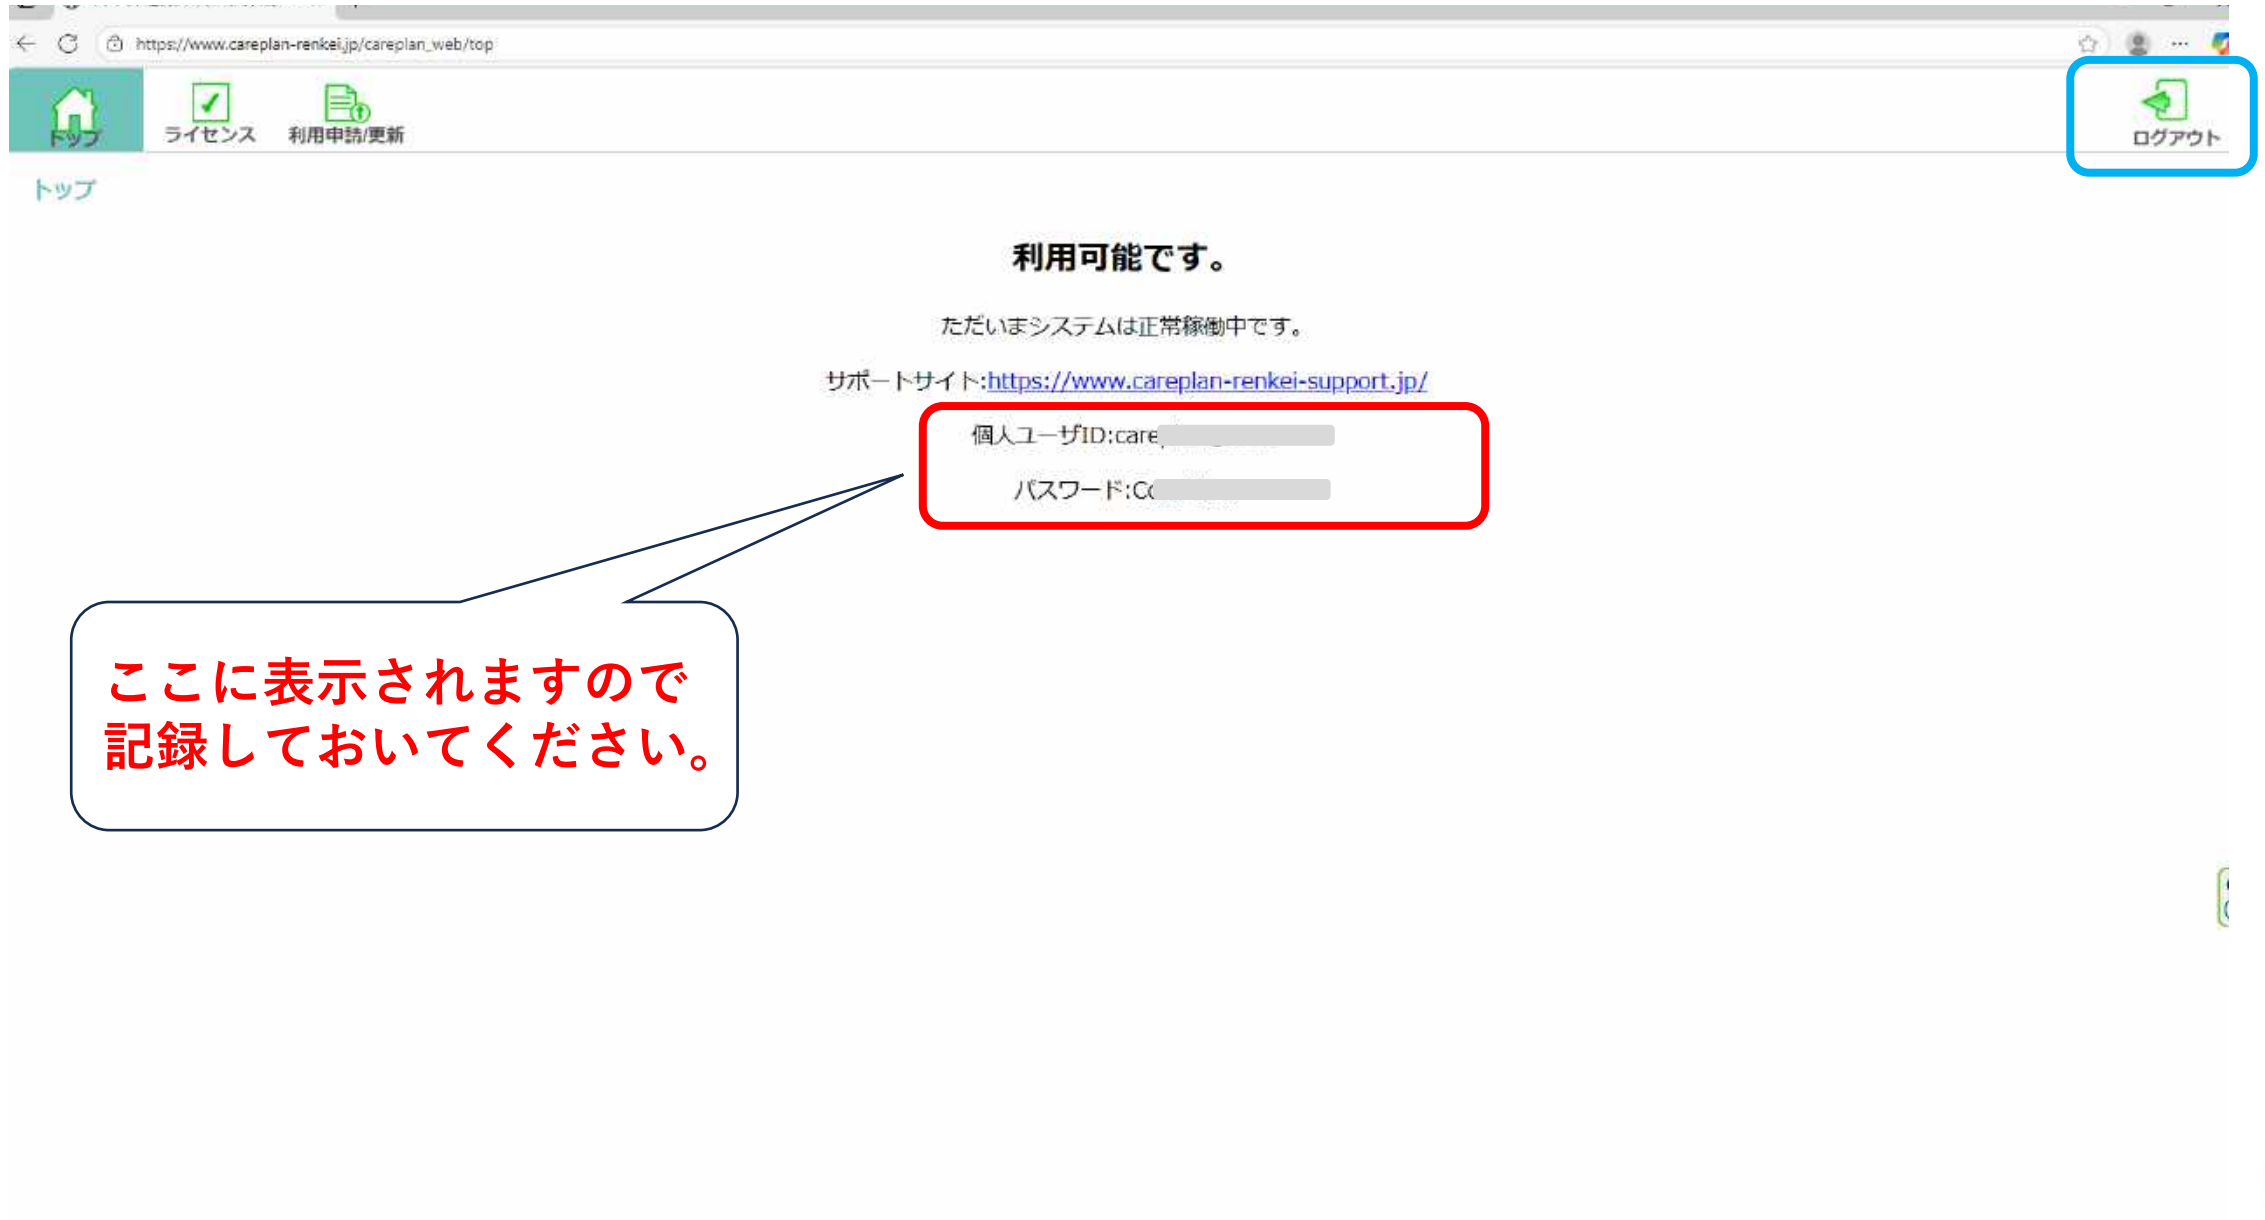 https://www.careplan-renkei.jp/careplan_web/top
トップ
ライセンス
利用申請/更新
ログアウト
トップ
利用可能です。
ただいまシステムは正常稼働中です。
サポートサイト:https://www.careplan-renkei-support.jp/
個人ユーザID:care
パスワード:Co
ここに表示されますので
記録しておいてください。